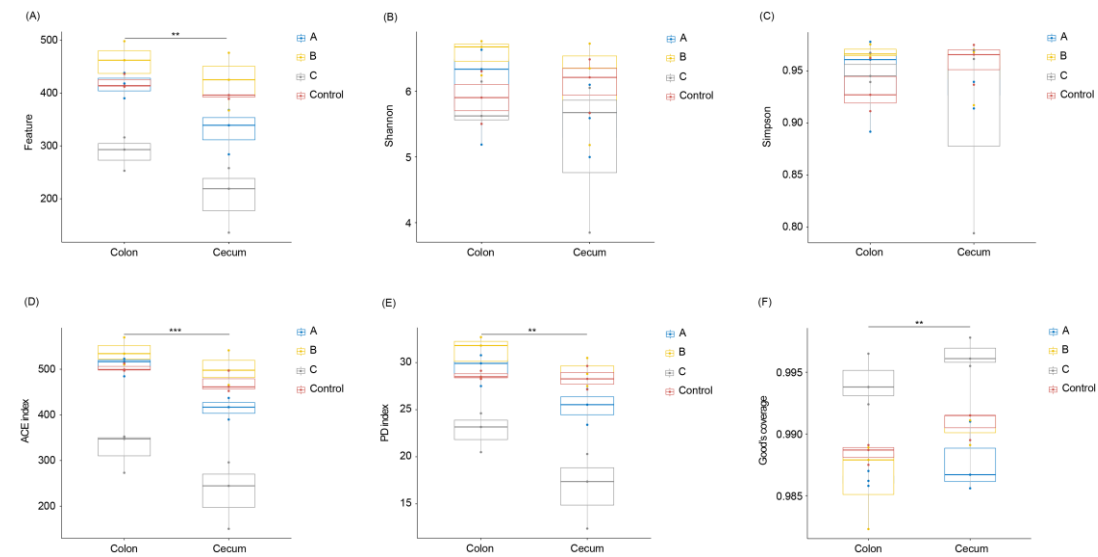 (A)
**
A
B
C
Control
500
400
300
200
Feature
Colon
Cecum
(B)
A
B
C
Control
6
5
4
Shannon
Colon
Cecum
(C)
A
B
C
Control
0.95
0.90
0.85
0.80
Simpson
Colon
Cecum
(D)
***
A
B
C
Control
500
400
300
200
ACE index
Colon
Cecum
(E)
**
A
B
C
Control
30
25
20
15
PD index
Colon
Cecum
(F)
**
A
B
C
Control
0.995
0.990
0.985
Good's coverage
Colon
Cecum